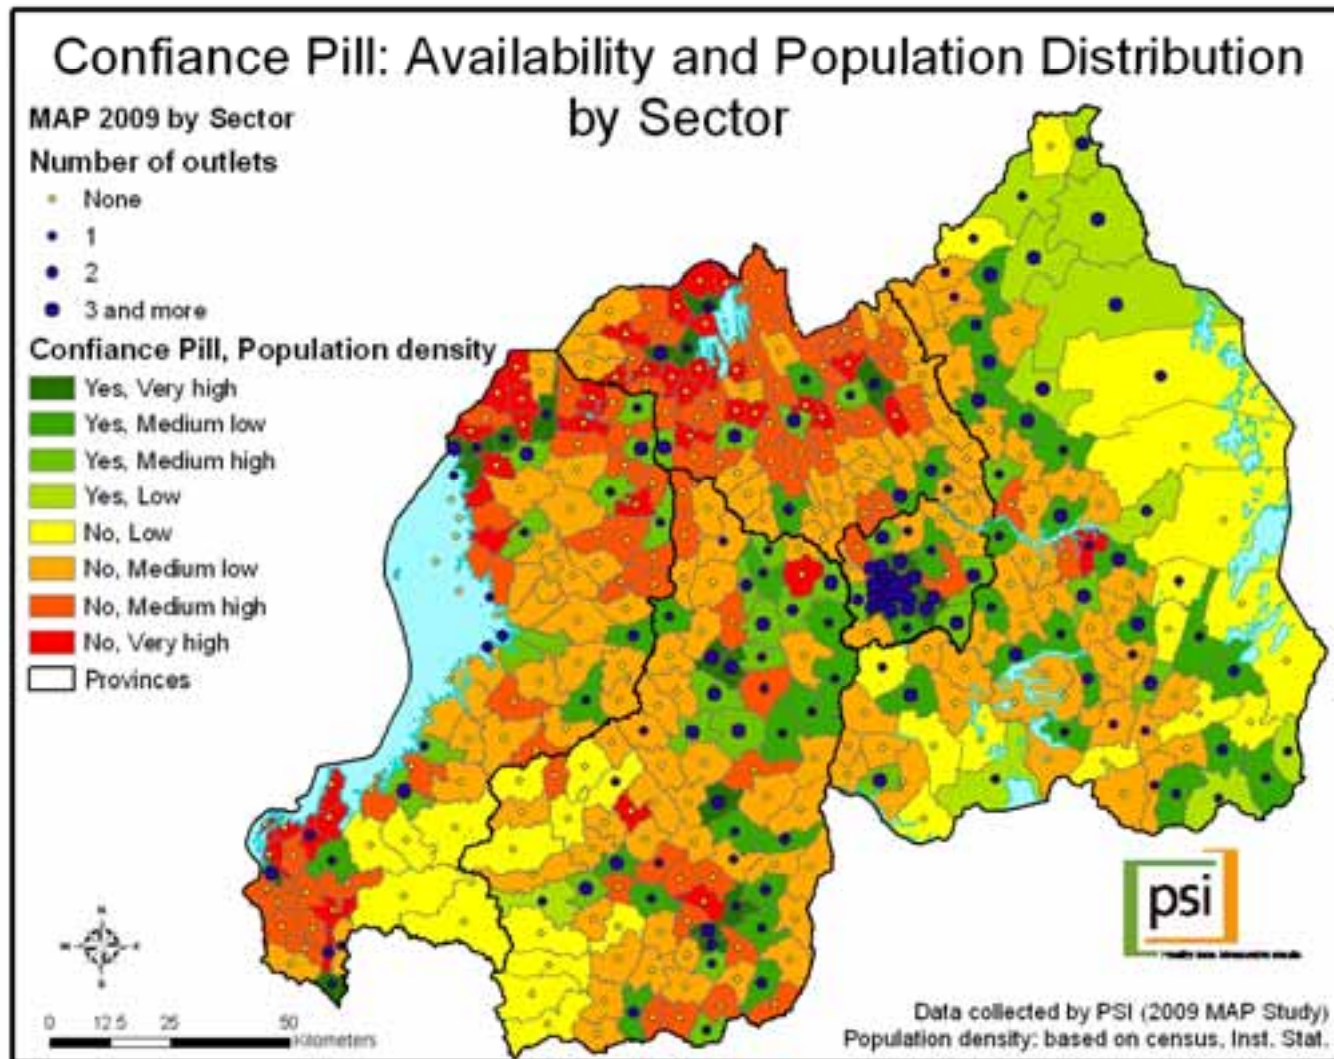 Confiance Pill: Availability and Population Distribution
by Sector
MAP 2009 by Sector
Number of outlets
None
1
2
3 and more
Confiance Pill, Population density
Yes, Very high
Yes, Medium low
Yes, Medium high
Yes, Low
No, Low
No, Medium low
No, Medium high
No, Very high
Provinces
N
S
0 12.5 25 50
Kilometers
psi
Data collected by PSI (2009 MAP Study)
Population density: based on census, Inst. Stat.